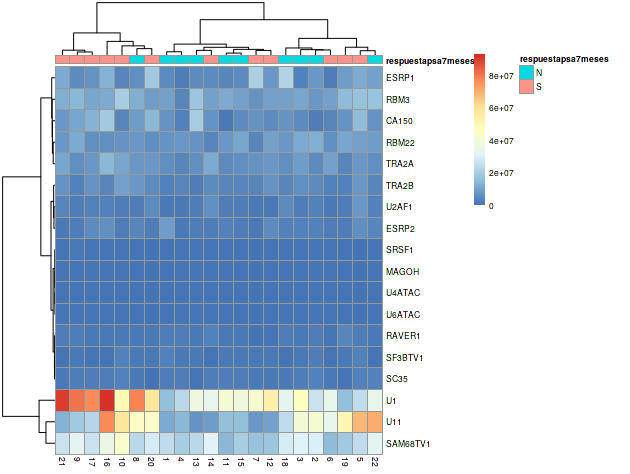 respuestapsa7meses
respuestapsa7meses
N
S
ESRP1
RBM3
CA150
RBM22
TRA2A
TRA2B
U2AF1
ESRP2
SRSF1
MAGOH
U4ATAC
U6ATAC
RAVER1
SF3BTV1
SC35
U1
U11
SAM68TV1
8e+07
6e+07
4e+07
2e+07
0
21 9 17 16 10 8 20 1 4 13 14 11 15 7 12 18 3 2 6 19 5 22